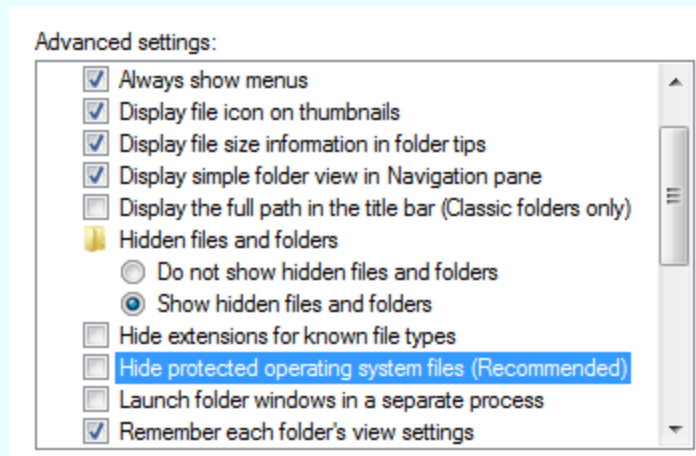 Advanced settings:
Always show menus
Display file icon on thumbnails
Display file size information in folder tips
Display simple folder view in Navigation pane
Display the full path in the title bar (Classic folders only)
Hidden files and folders
Do not show hidden files and folders
Show hidden files and folders
Hide extensions for known file types
Hide protected operating system files (Recommended)
Launch folder windows in a separate process
Remember each folder's view settings